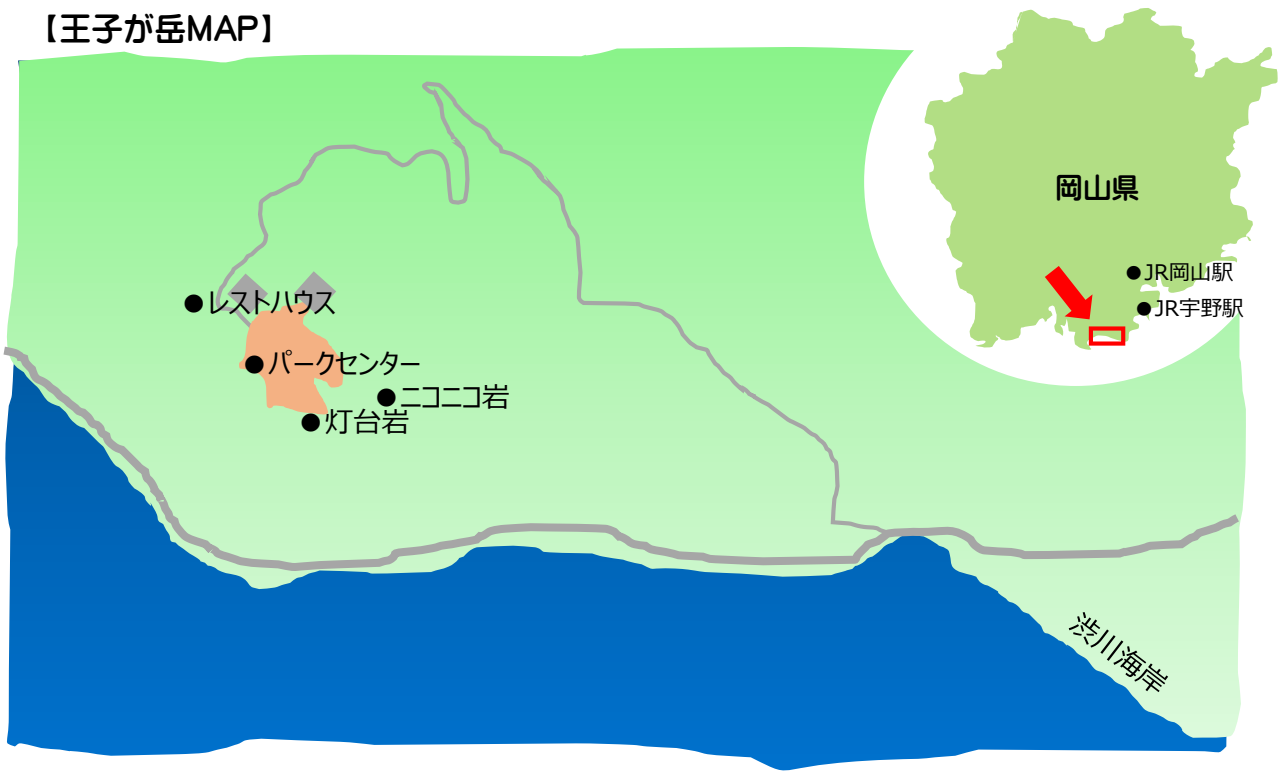 【王子が岳MAP】
岡山県
JR岡山駅
JR宇野駅
レストハウス
パークセンター
ニコニコ岩
灯台岩
渋川海岸